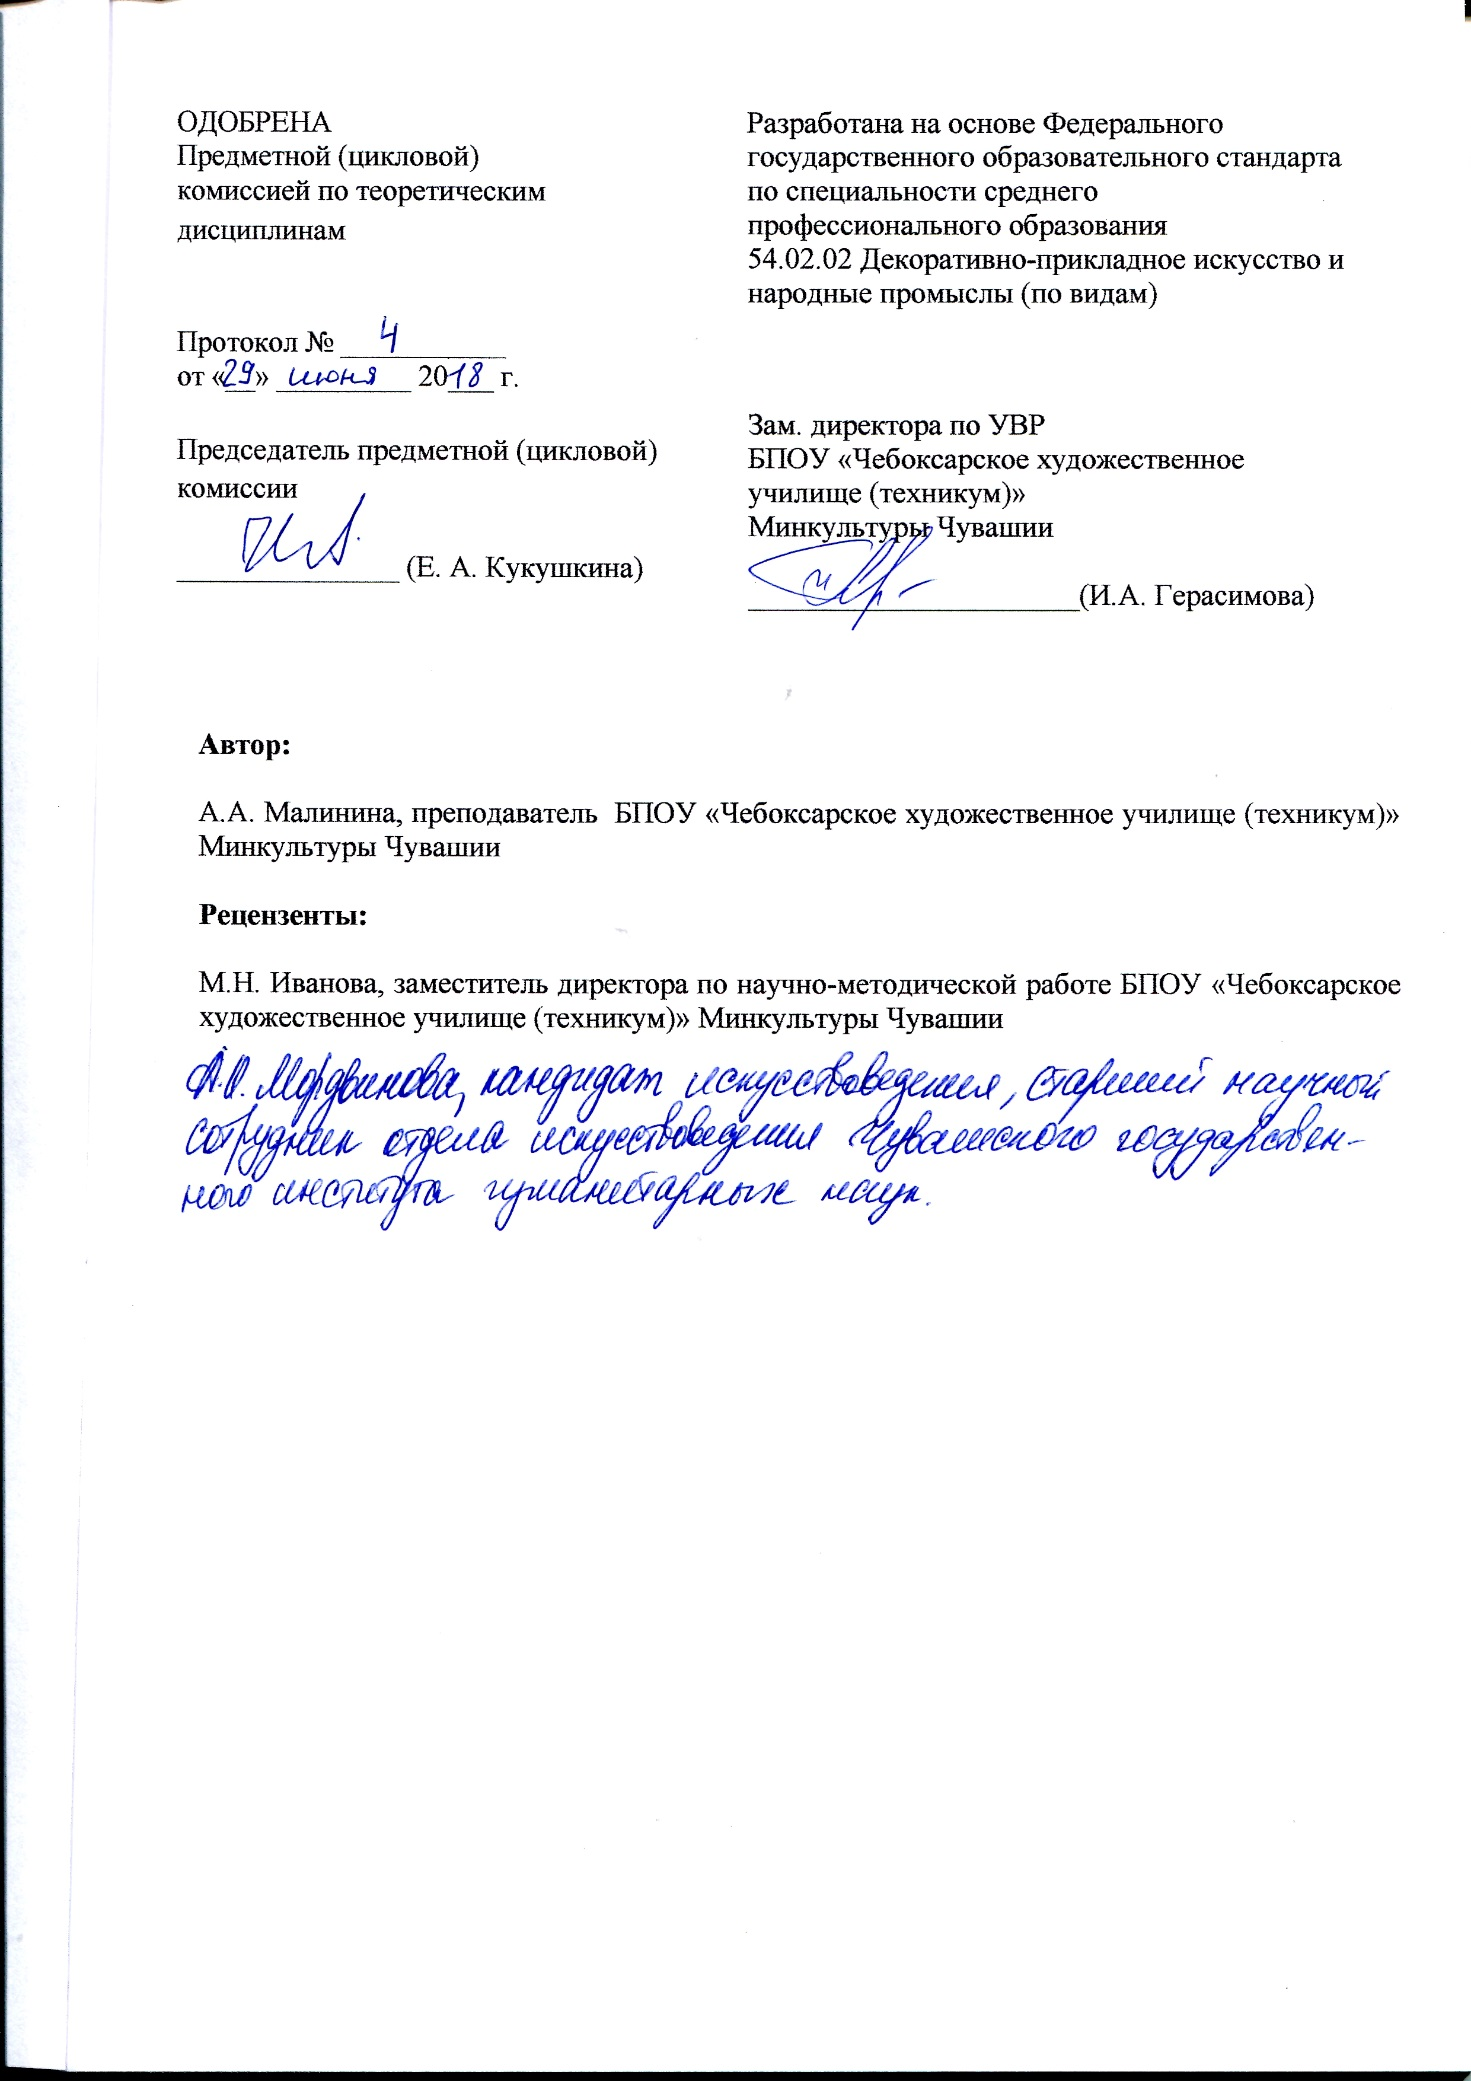 ОДОБРЕНА
Предметной (цикловой)
комиссией по теоретическим
дисциплинам
Протокол № 4
от «29» июня 2018 г.
Председатель предметной (цикловой)
комиссии
(Е. А. Кукушкина)
Разработана на основе Федерального
государственного образовательного стандарта
по специальности среднего
профессионального образования
54.02.02 Декоративно-прикладное искусство и
народные промыслы (по видам)
Зам. директора по УВР
БПОУ «Чебоксарское художественное
училище (техникум)»
Минкультуры Чувашии
(И.А. Герасимова)
Автор:
А.А. Малинина, преподаватель БПОУ «Чебоксарское художественное училище (техникум)»
Минкультуры Чувашии
Рецензенты:
М.Н. Иванова, заместитель директора по научно-методической работе БПОУ «Чебоксарское
художественное училище (техникум)» Минкультуры Чувашии
Мордвинова, кандидат искусствоведения, старший научный
сотрудник отдела искусствоведения Чувашского государствен-
ного института гуманитарных наук.